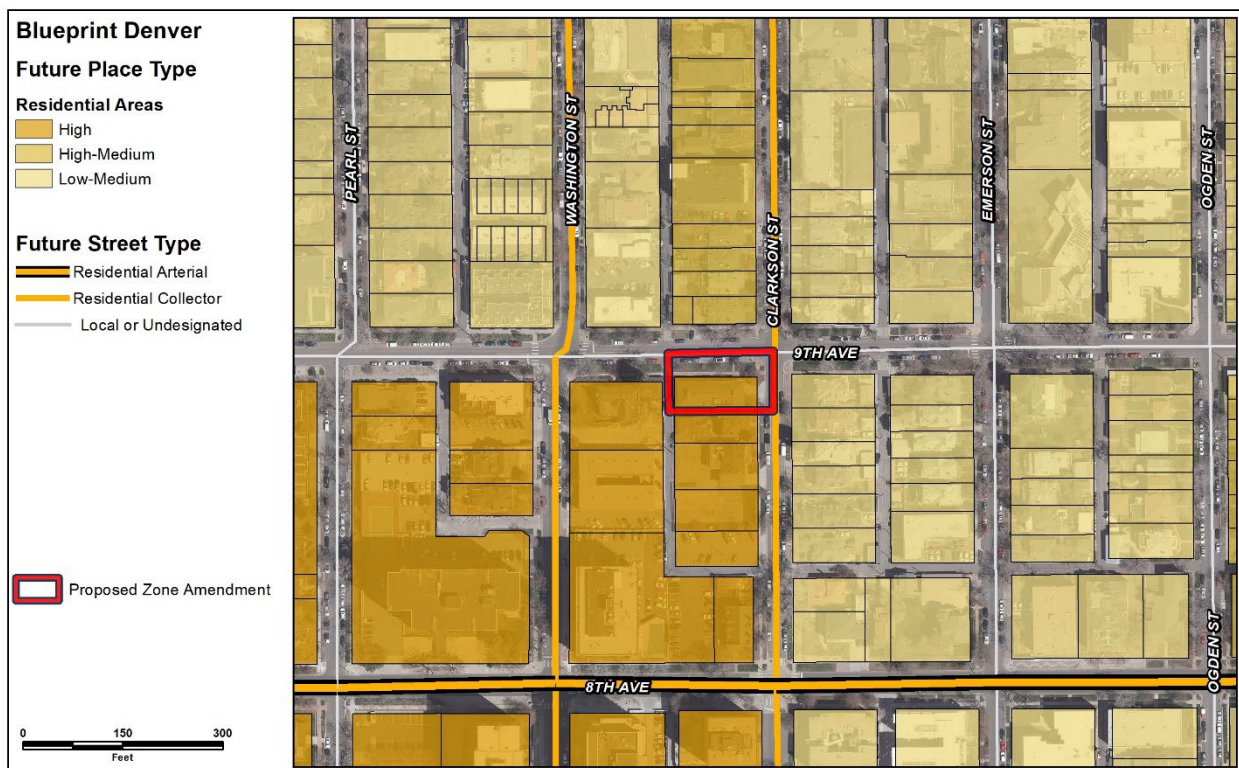 Blueprint Denver
Future Place Type
Residential Areas
High
High-Medium
Low-Medium
Future Street Type
Residential Arterial
Residential Collector
Local or Undesignated
Proposed Zone Amendment
0 150 300
Feet
PEARL ST
WASHINGTON ST
CLARKSON ST
EMERSON ST
OGDEN ST
9TH AVE
OGDEN ST
8TH AVE